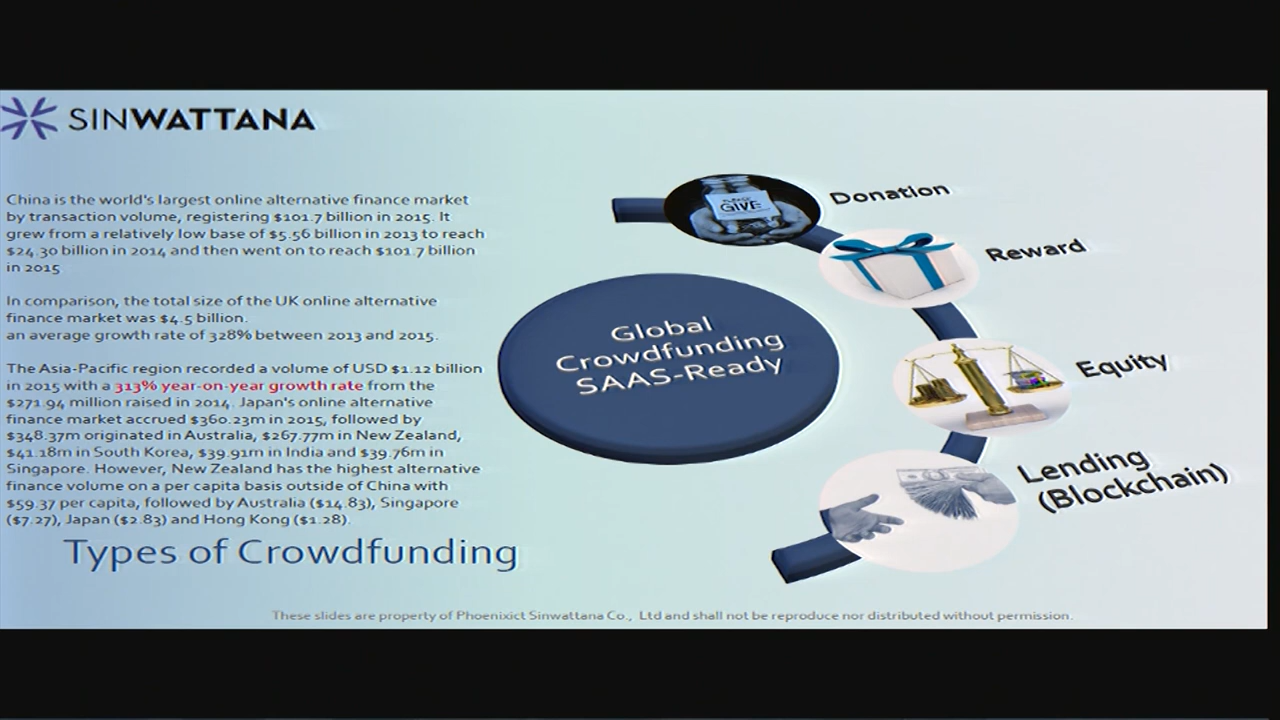 SINWATTANA
China is the world's largest online alternative finance market
by transaction volume, registering $101.7 billion in 2015. It
grew from a relatively low base of $5.56 billion in 2013 to reach
$24.30 billion in 2014 and then went on to reach $101.7 billion
in 2015
In comparison, the total size of the UK online alternative
finance market was $4.5 billion.
an average growth rate of 328% between 2013 and 2015.
The Asia-Pacific region recorded a volume of USD $1.12 billion
in 2015 with a 313% year-on-year growth rate from the
$271.94 million raised in 2014. Japan's online alternative
finance market accrued $360.23m in 2015, followed by
$348.37m originated in Australia, $267.77m in New Zealand,
$41.18m in South Korea, $39.91m in India and $39.76m in
Singapore. However, New Zealand has the highest alternative
finance volume on a per capita basis outside of China with
$59.37 per capita, followed by Australia ($14.83), Singapore
($7.27), Japan ($2.83) and Hong Kong ($1.28).
Types of Crowdfunding
Global
Crowdfunding
SAAS-Ready
GIVE
Donation
Reward
Equity
Lending
(Blockchain)
These slides are property of Phoenixict Sinwattana Co., Ltd and shall not be reproduce nor distributed without permission.